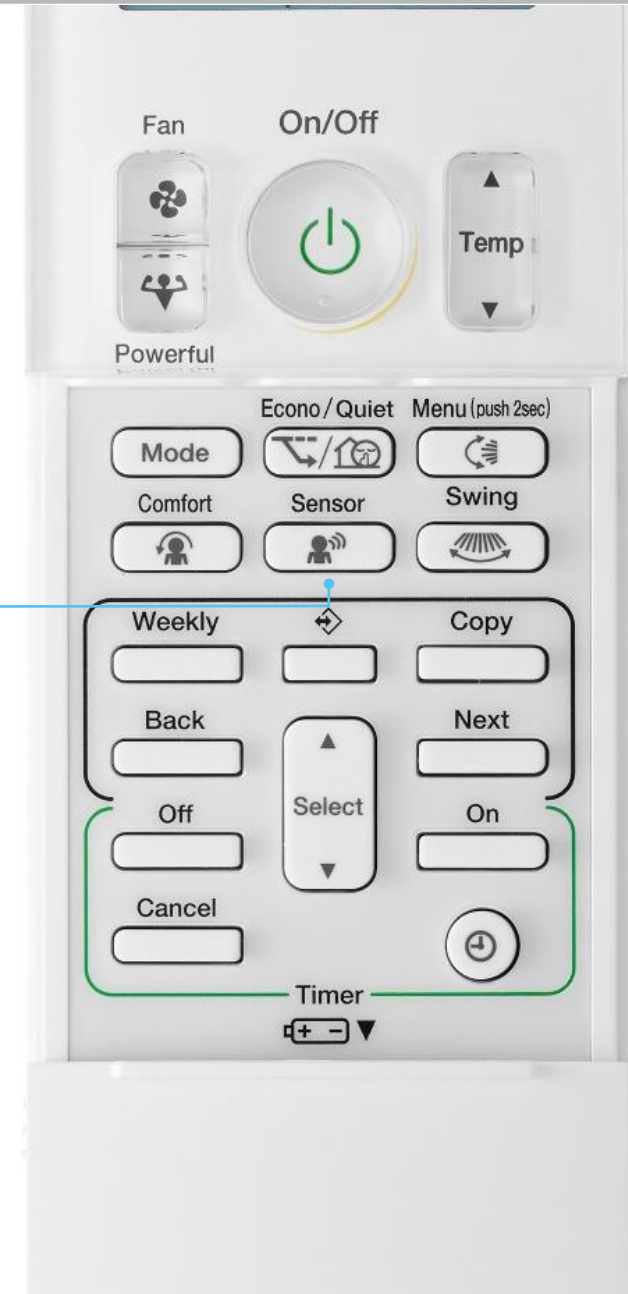 Fan On/Off
Temp
Powerful
Econo/Quiet Menu (push 2sec)
Mode
Comfort Sensor Swing
Weekly Copy
Back Next
Select
Off On
Cancel
Timer